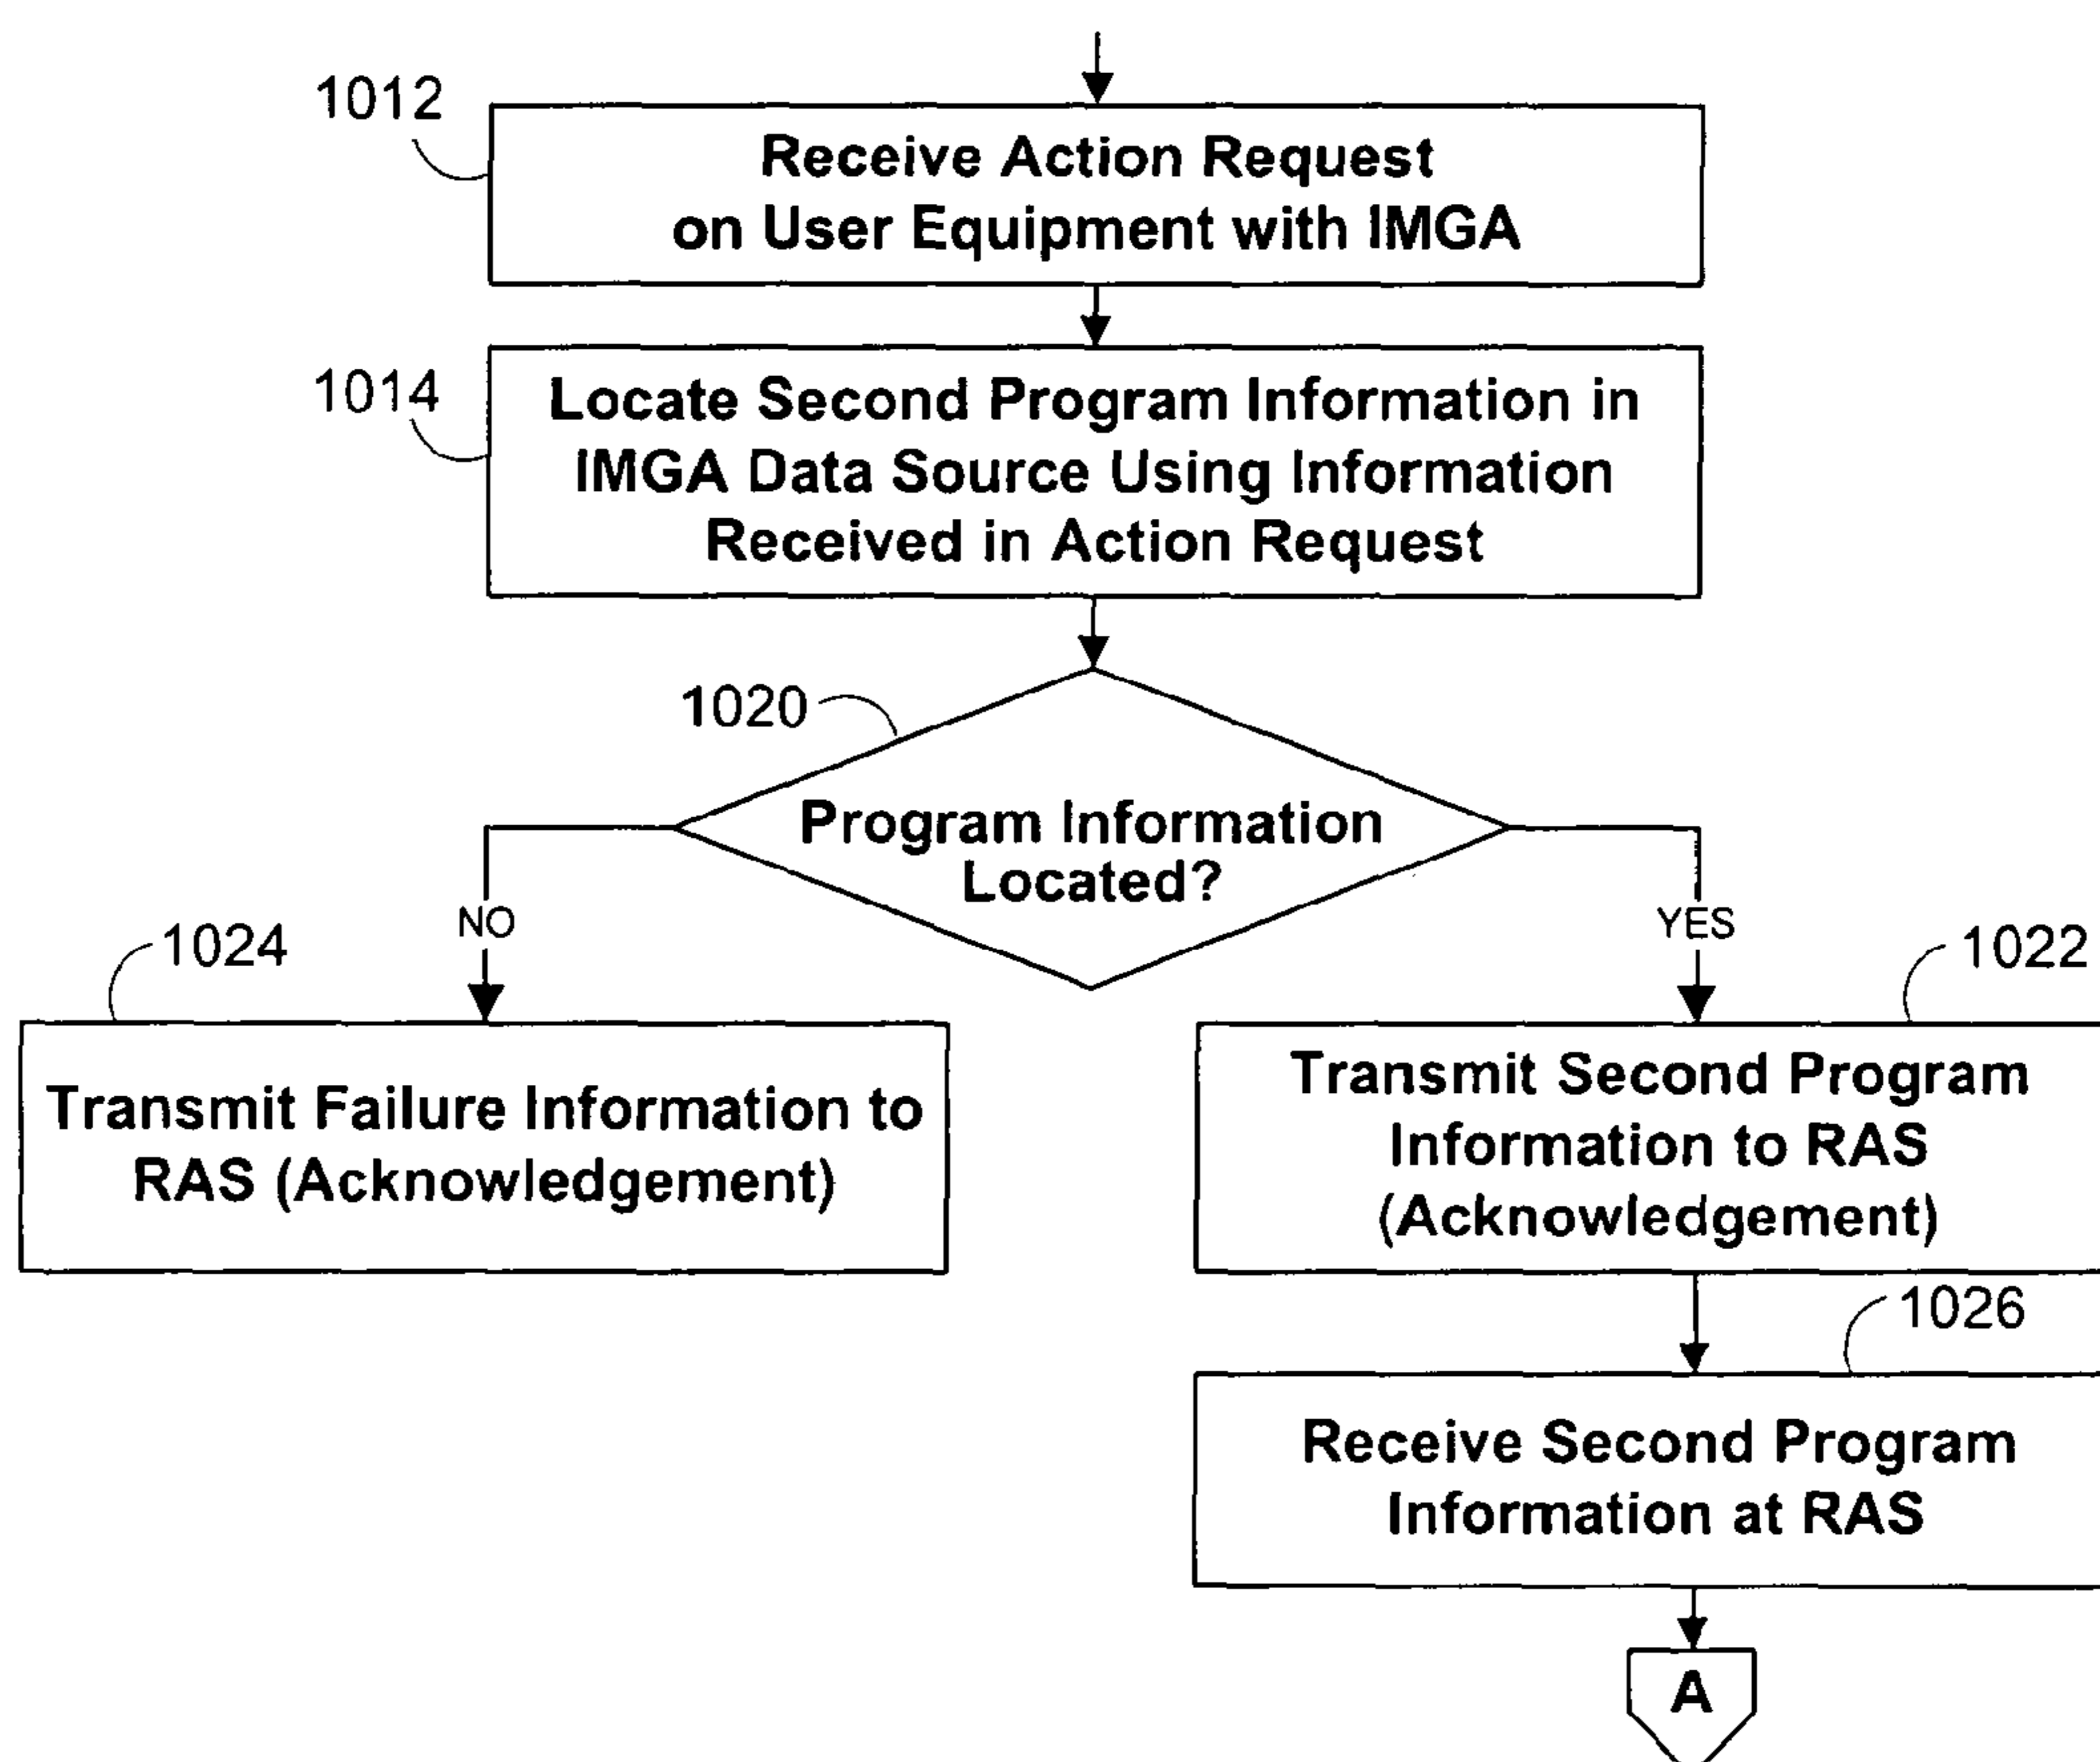 1012
Receive Action Request
on User Equipment with IMGA
1014
Locate Second Program Information in
IMGA Data Source Using Information
Received in Action Request
1020
Program Information
Located?
NO
YES
1024
1022
Transmit Failure Information to
RAS (Acknowledgement)
Transmit Second Program
Information to RAS
(Acknowledgement)
1026
Receive Second Program
Information at RAS
A